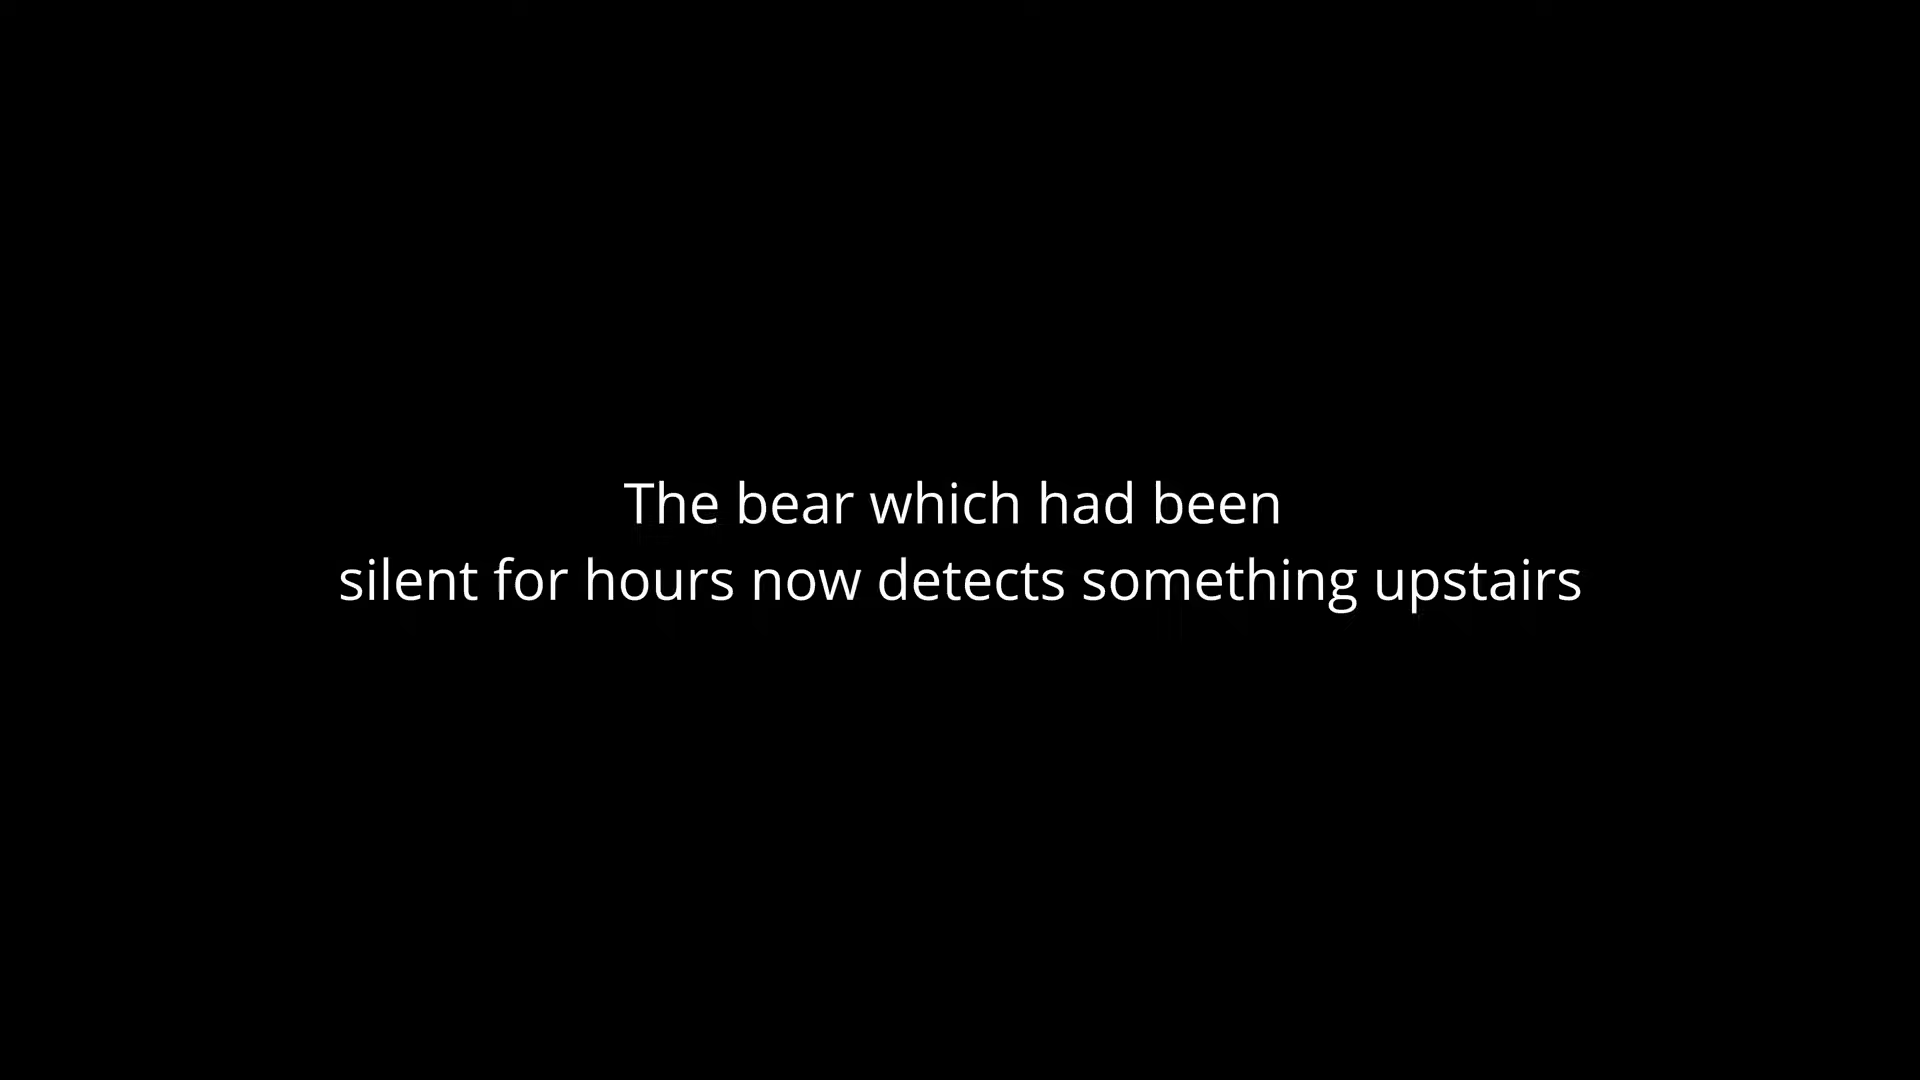 The bear which had been
silent for hours now detects something upstairs